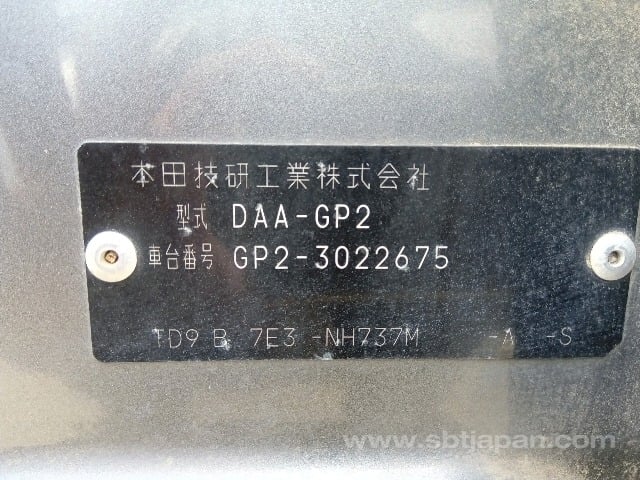 本田技研工業株式会社
型式 DAA-GP2
車台番号 GP2-3022675
TD9 B 7E3 -NH737M -A -S
www.sbtjapan.com